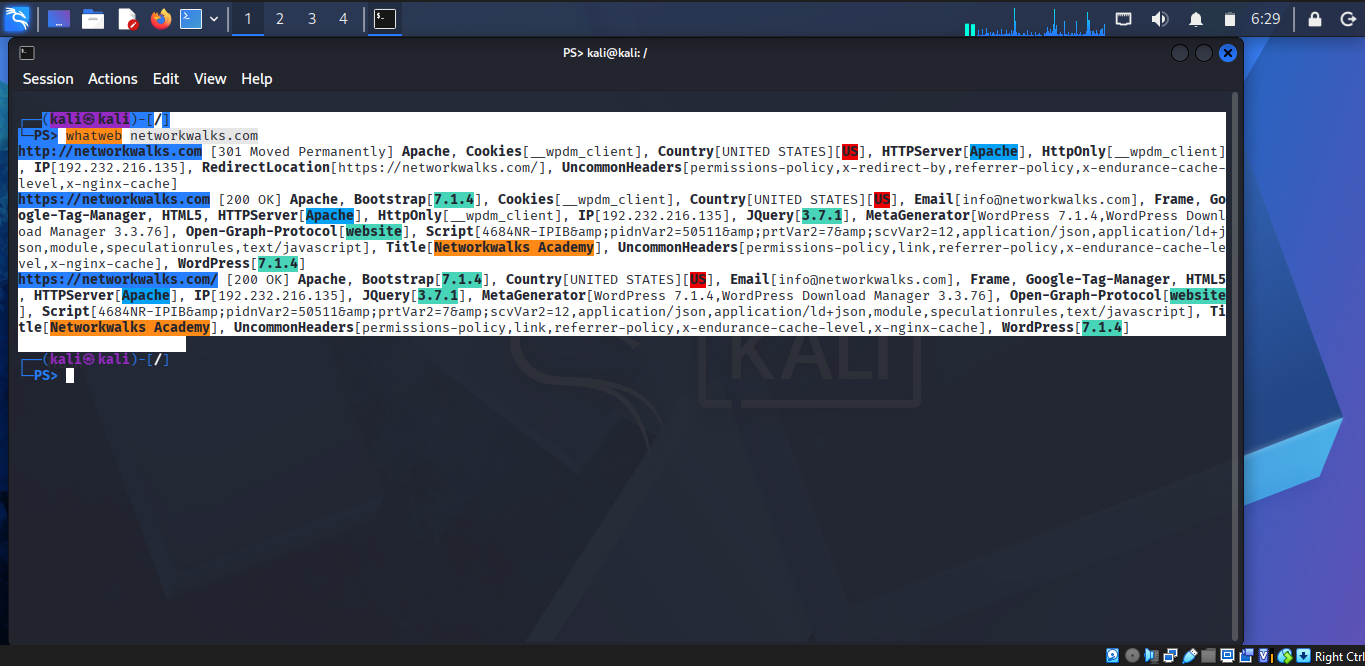 1 2 3 4 6:29
PS> kali@kali: /
Session Actions Edit View Help
┌──(kali㉿kali)-[/]
└─PS> whatweb networkwalks.com
http://networkwalks.com [301 Moved Permanently] Apache, Cookies[__wpdm_client], Country[UNITED STATES][US], HTTPServer[Apache], HttpOnly[__wpdm_client]
, IP[192.232.216.135], RedirectLocation[https://networkwalks.com/], UncommonHeaders[permissions-policy,x-redirect-by,referrer-policy,x-endurance-cache-
level,x-nginx-cache]
https://networkwalks.com [200 OK] Apache, Bootstrap[7.1.4], Cookies[__wpdm_client], Country[UNITED STATES][US], Email[info@networkwalks.com], Frame, Go
ogle-Tag-Manager, HTML5, HTTPServer[Apache], HttpOnly[__wpdm_client], IP[192.232.216.135], JQuery[3.7.1], MetaGenerator[WordPress 7.1.4,WordPress Downl
oad Manager 3.3.76], Open-Graph-Protocol[website], Script[4684NR-IPIB&amp;pidnVar2=50511&amp;prtVar2=7&amp;scvVar2=12,application/json,application/ld+j
son,module,speculationrules,text/javascript], Title[Networkwalks Academy], UncommonHeaders[permissions-policy,link,referrer-policy,x-endurance-cache-le
vel,x-nginx-cache], WordPress[7.1.4]
https://networkwalks.com/ [200 OK] Apache, Bootstrap[7.1.4], Country[UNITED STATES][US], Email[info@networkwalks.com], Frame, Google-Tag-Manager, HTML5
, HTTPServer[Apache], IP[192.232.216.135], JQuery[3.7.1], MetaGenerator[WordPress 7.1.4,WordPress Download Manager 3.3.76], Open-Graph-Protocol[website
], Script[4684NR-IPIB&amp;pidnVar2=50511&amp;prtVar2=7&amp;scvVar2=12,application/json,application/ld+json,module,speculationrules,text/javascript], Ti
tle[Networkwalks Academy], UncommonHeaders[permissions-policy,link,referrer-policy,x-endurance-cache-level,x-nginx-cache], WordPress[7.1.4]
┌──(kali㉿kali)-[/]
└─PS>
KALI
Right Ctrl